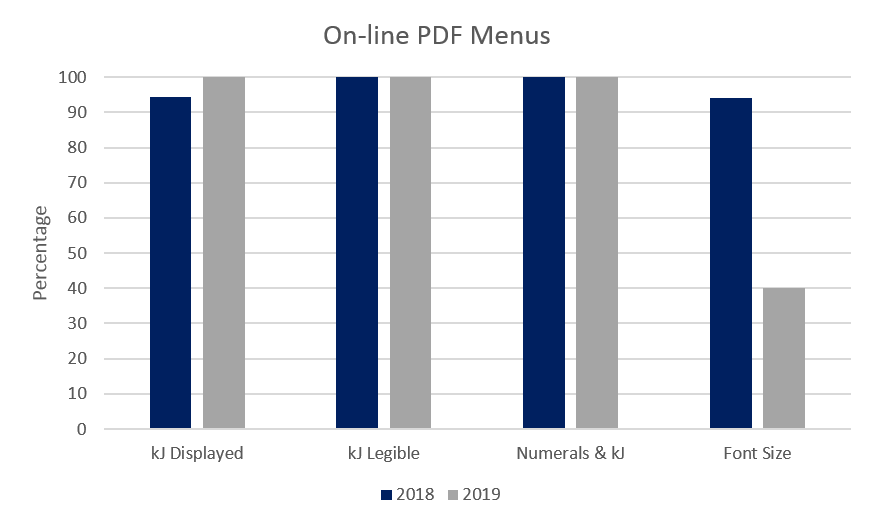 On-line PDF Menus
Percentage
100
90
80
70
60
50
40
30
20
10
0
kJ Displayed
kJ Legible
Numerals & kJ
Font Size
2018
2019